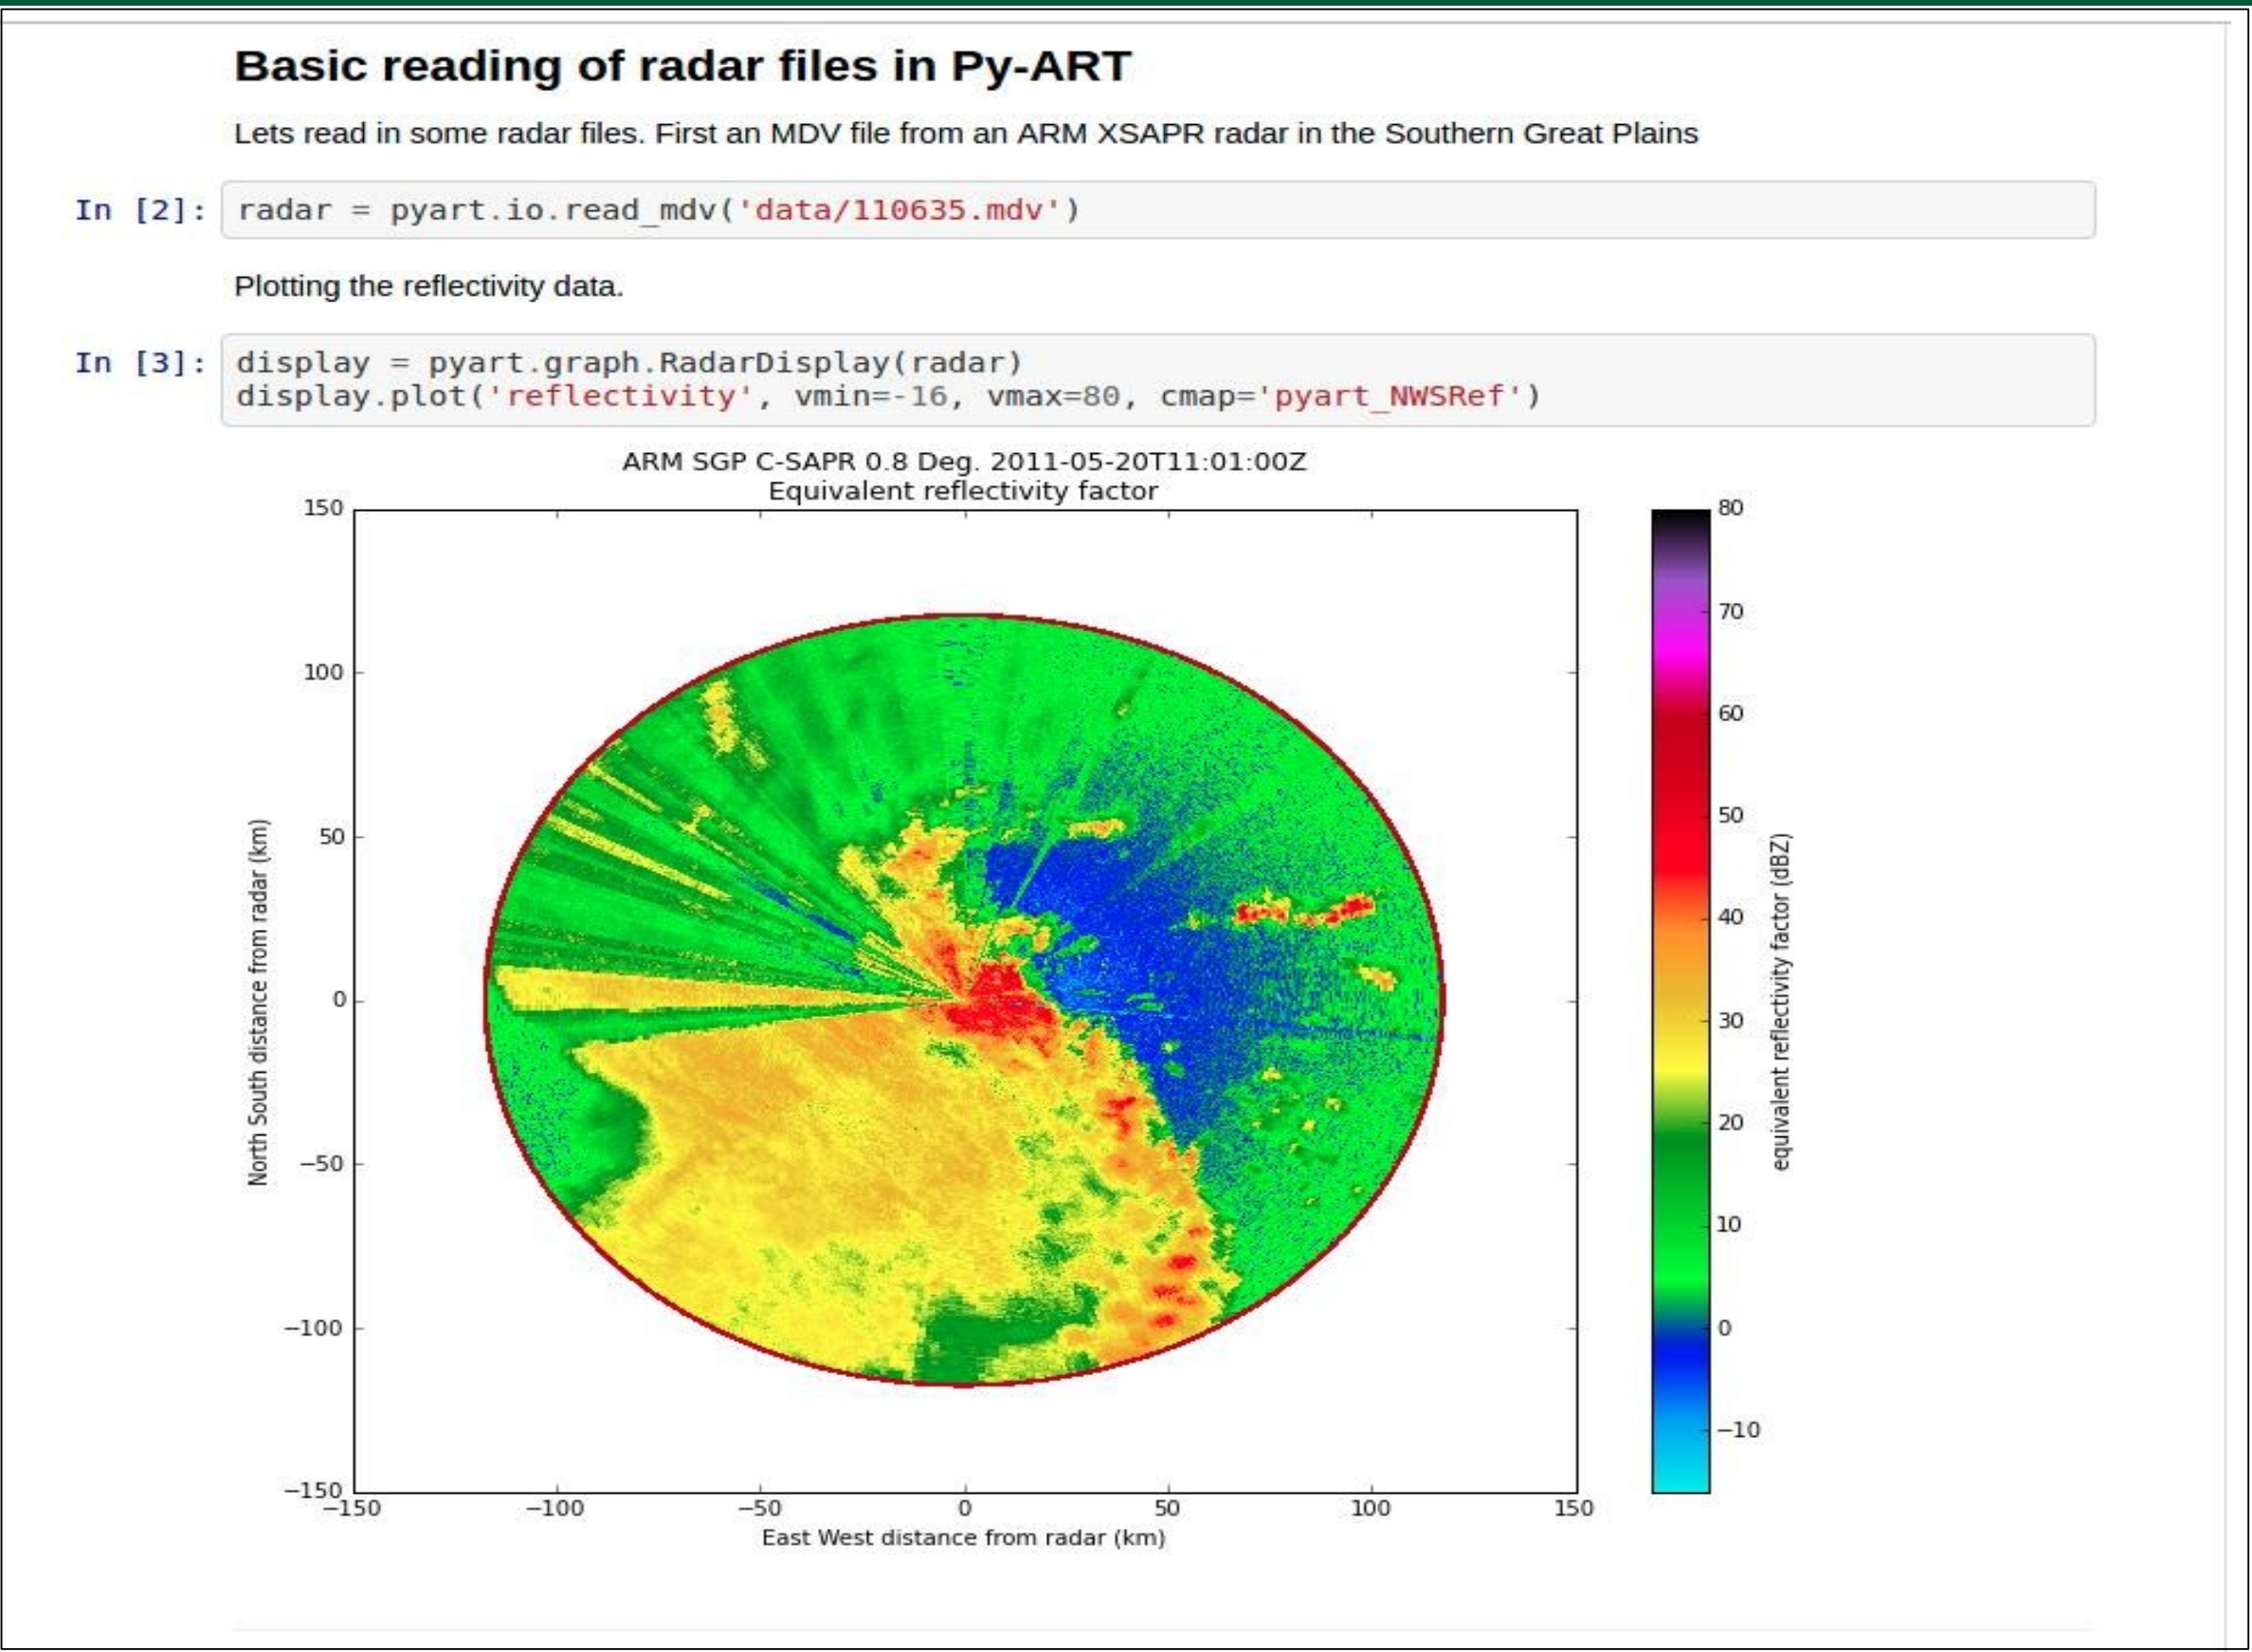 Basic reading of radar files in Py-ART
Lets read in some radar files. First an MDV file from an ARM XSAPR radar in the Southern Great Plains
In [2]: radar = pyart.io.read_mdv('data/110635.mdv')
Plotting the reflectivity data.
In [3]: display = pyart.graph.RadarDisplay(radar)
display.plot('reflectivity', vmin=-16, vmax=80, cmap='pyart_NWSRef')
ARM SGP C-SAPR 0.8 Deg. 2011-05-20T11:01:00Z
Equivalent reflectivity factor
North South distance from radar (km)
150
100
50
0
−50
−100
−150
−150 −100 −50 0 50 100 150
East West distance from radar (km)
80
70
60
50
40
30
20
10
0
−10
equivalent reflectivity factor (dBZ)